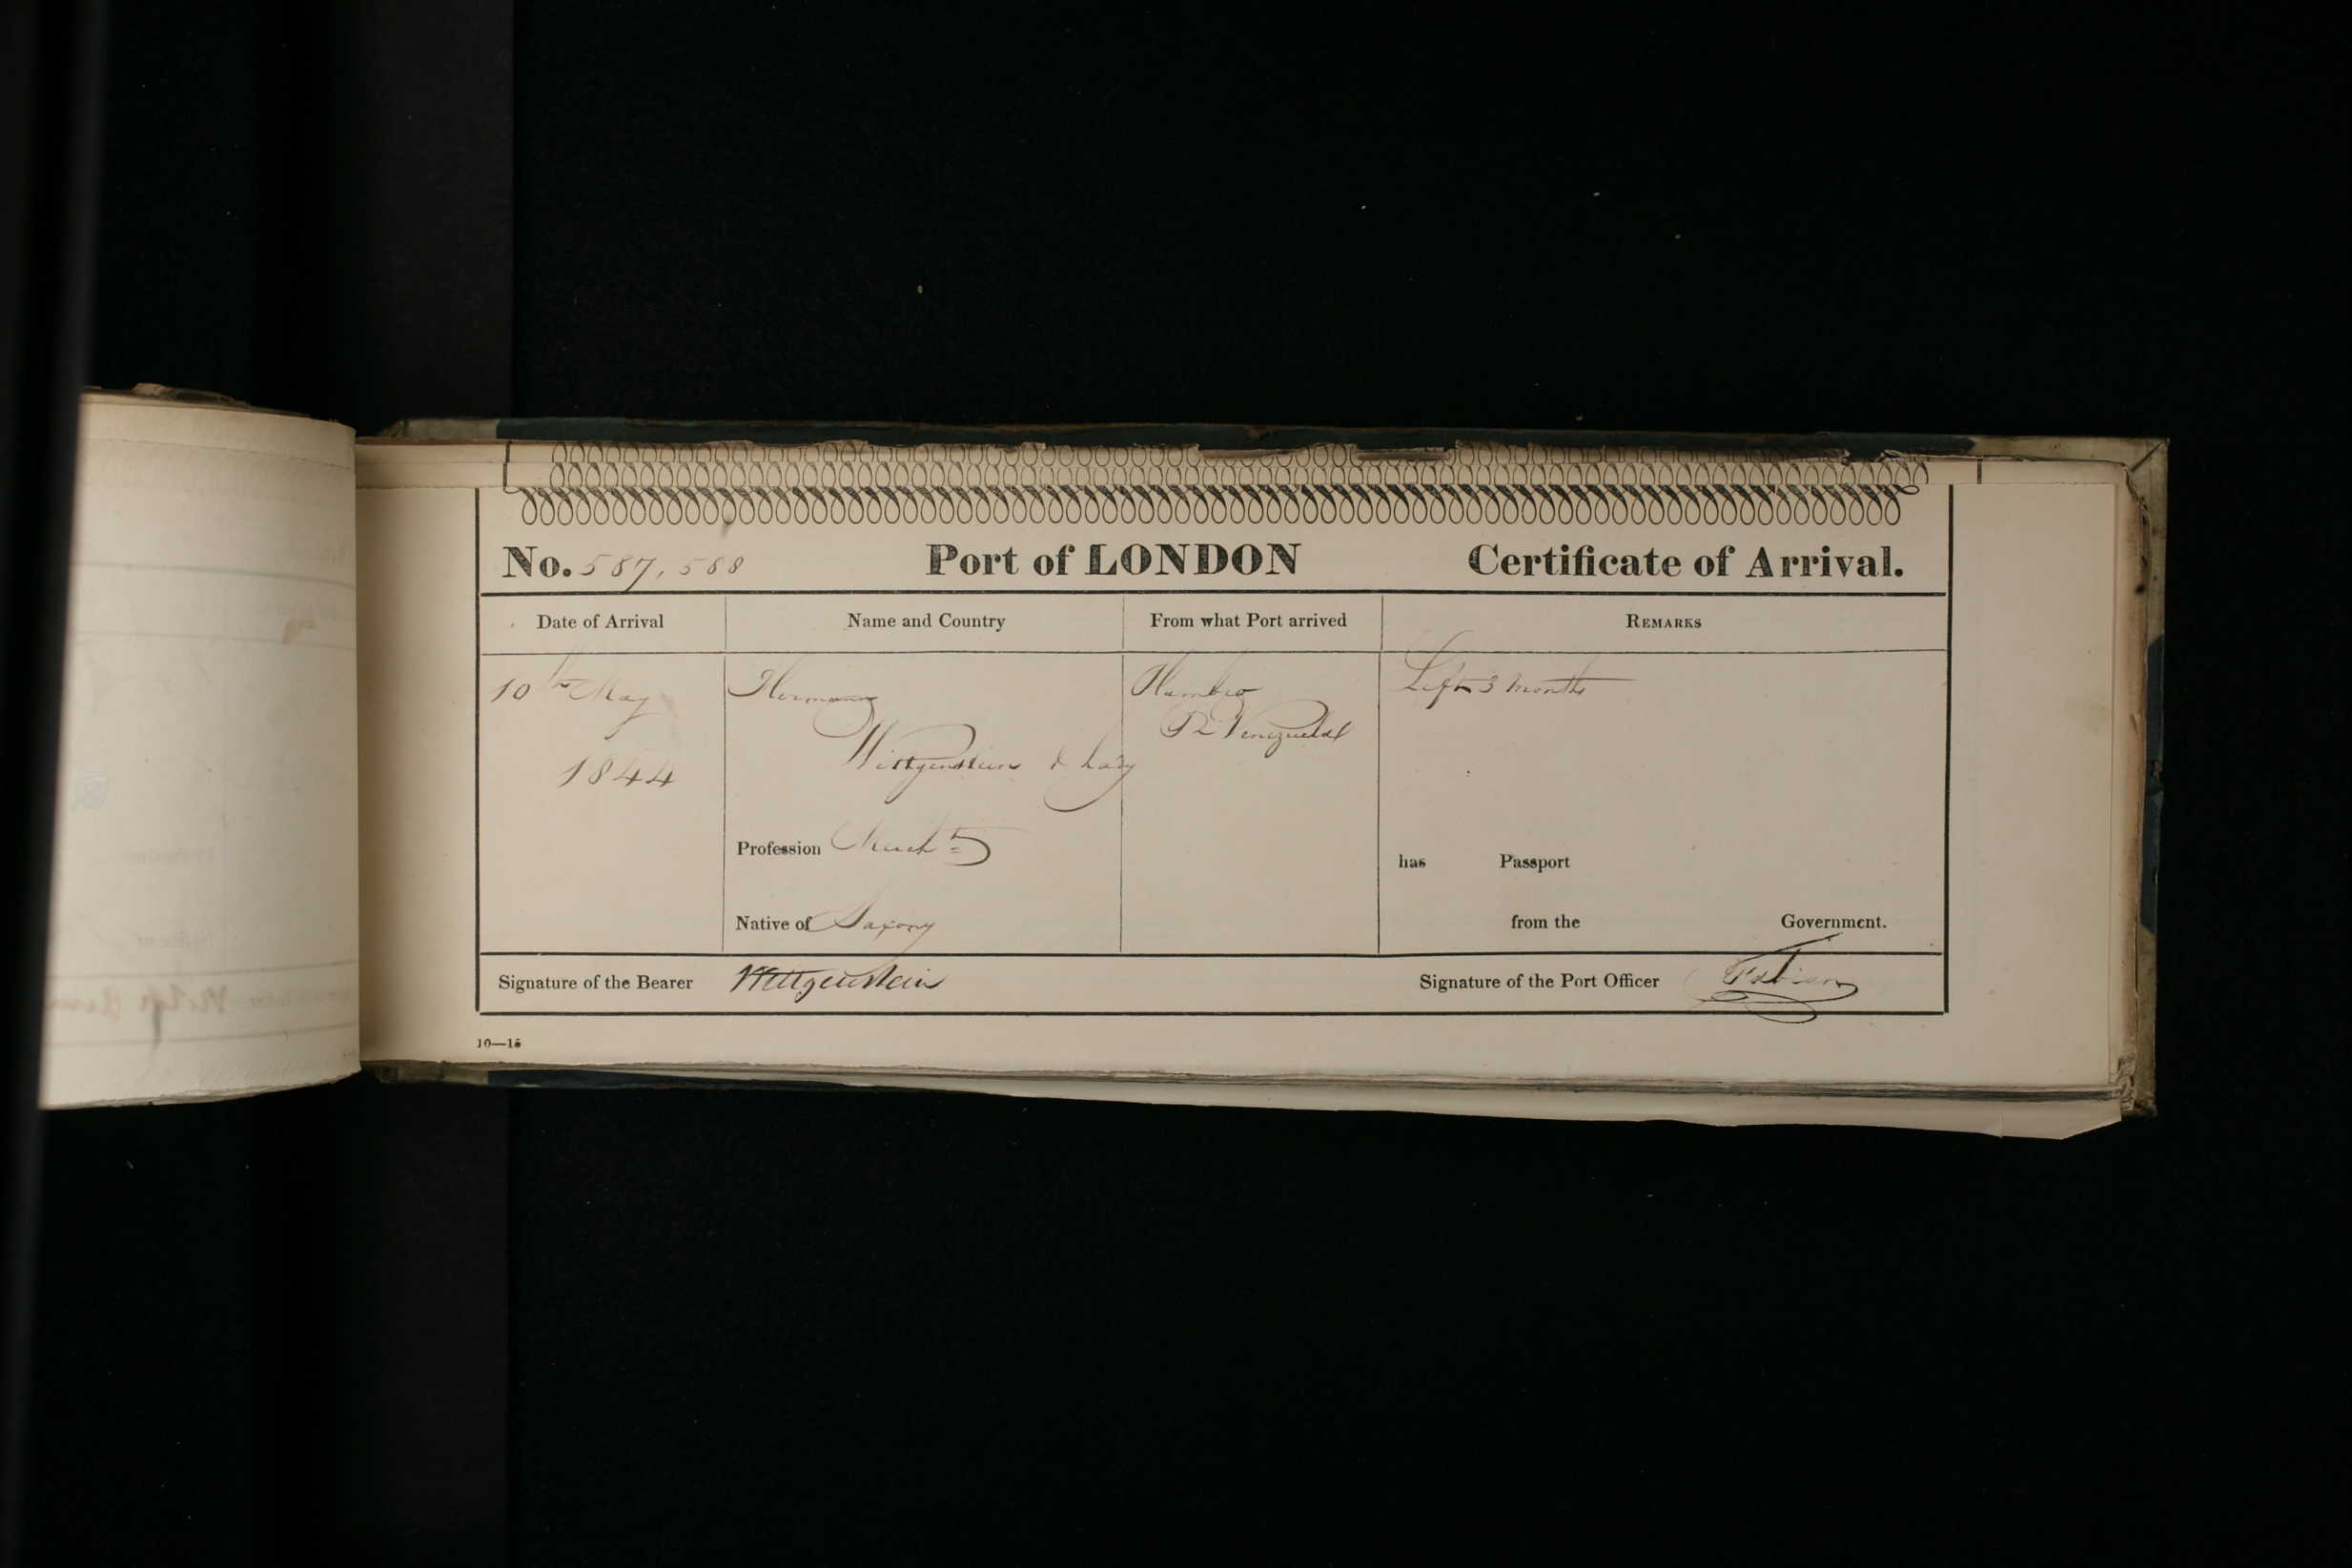 No. 587, 588 Port of LONDON Certificate of Arrival.
Date of Arrival Name and Country From what Port arrived REMARKS
10th May Hermann Hambro Left 3 months
Wittgenstein & Lady
1844
Profession Mercht
has Passport
Native of Saxony from the Government.
Signature of the Bearer Wittgenstein Signature of the Port Officer Fabian
10—15